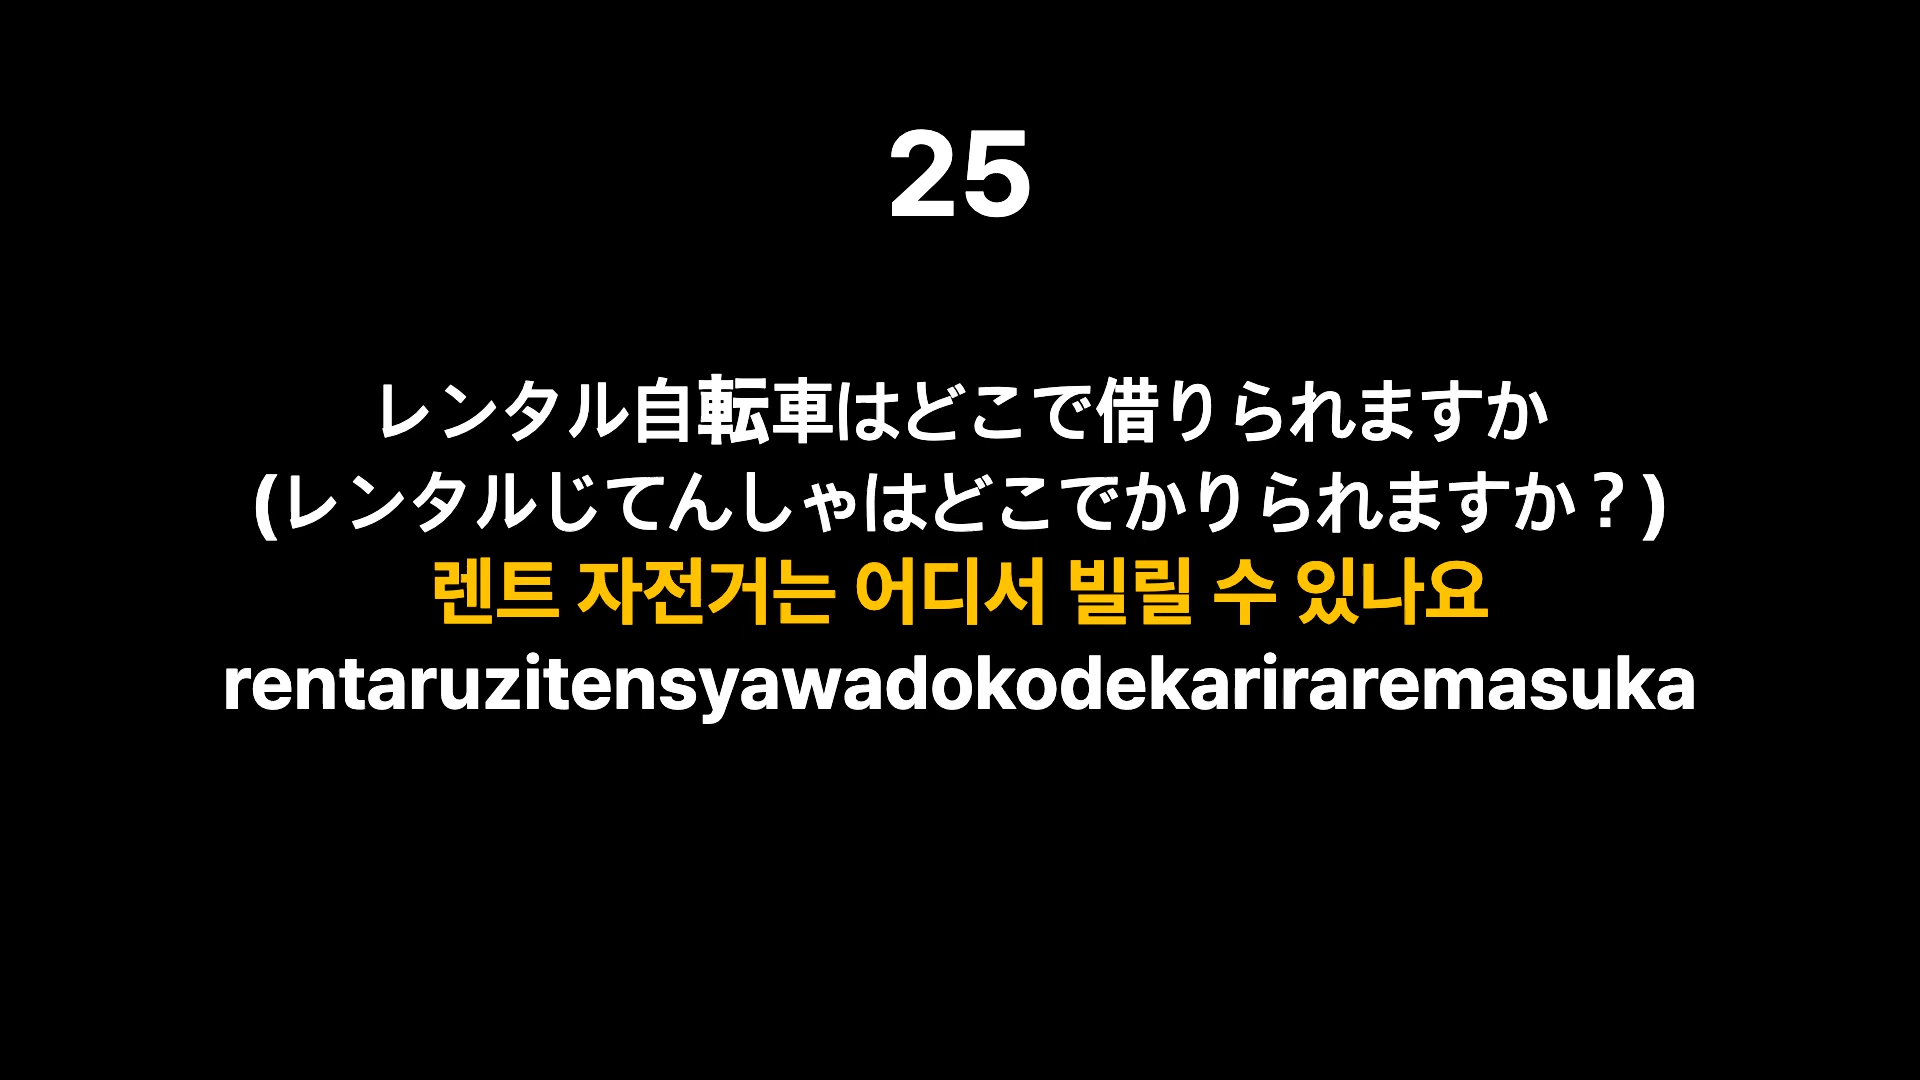 25
レンタル自転車はどこで借りられますか
(レンタルじてんしゃはどこでかりられますか？)
렌트 자전거는 어디서 빌릴 수 있나요
rentaruzitensyawadokodekariraremasuka